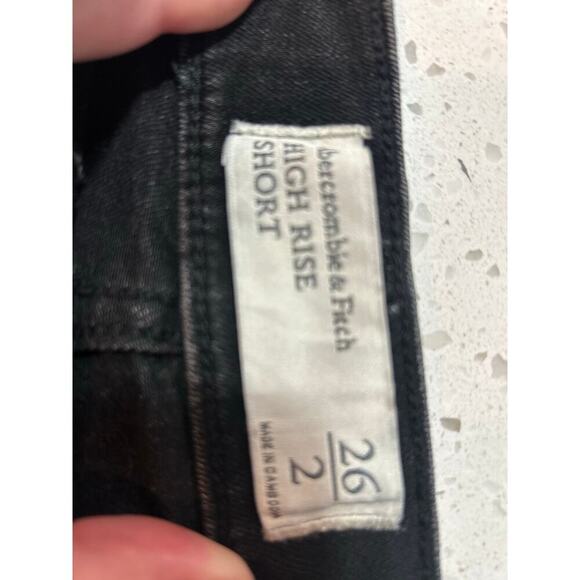 abercrombie & Fitch
HIGH RISE
SHORT
26
2
MADE IN CAMBODIA